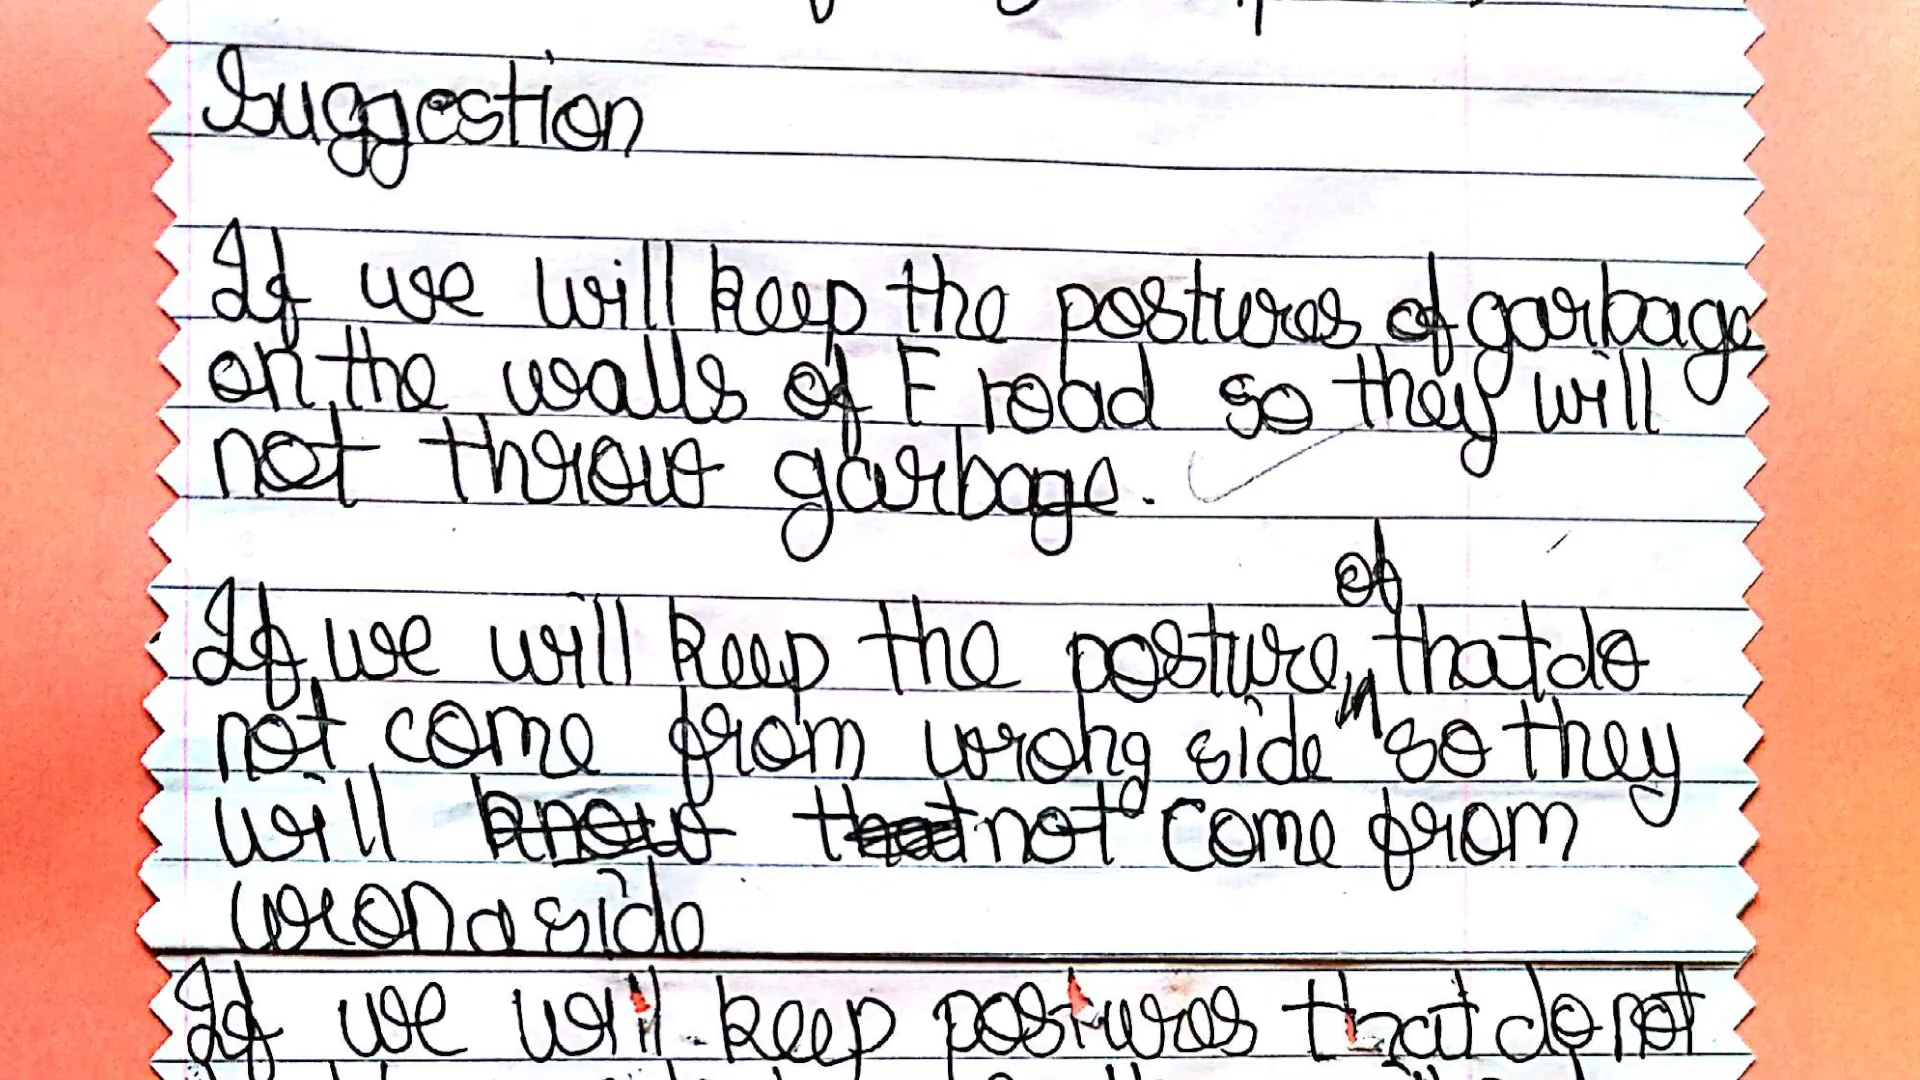 Suggestion
If we will keep the postures of garbage
on the walls of E road so they will
not throw garbage.
of
If we will keep the posture that do
not come from wrong side so they
will know that not come from
wrong side
If we will keep postures that do not